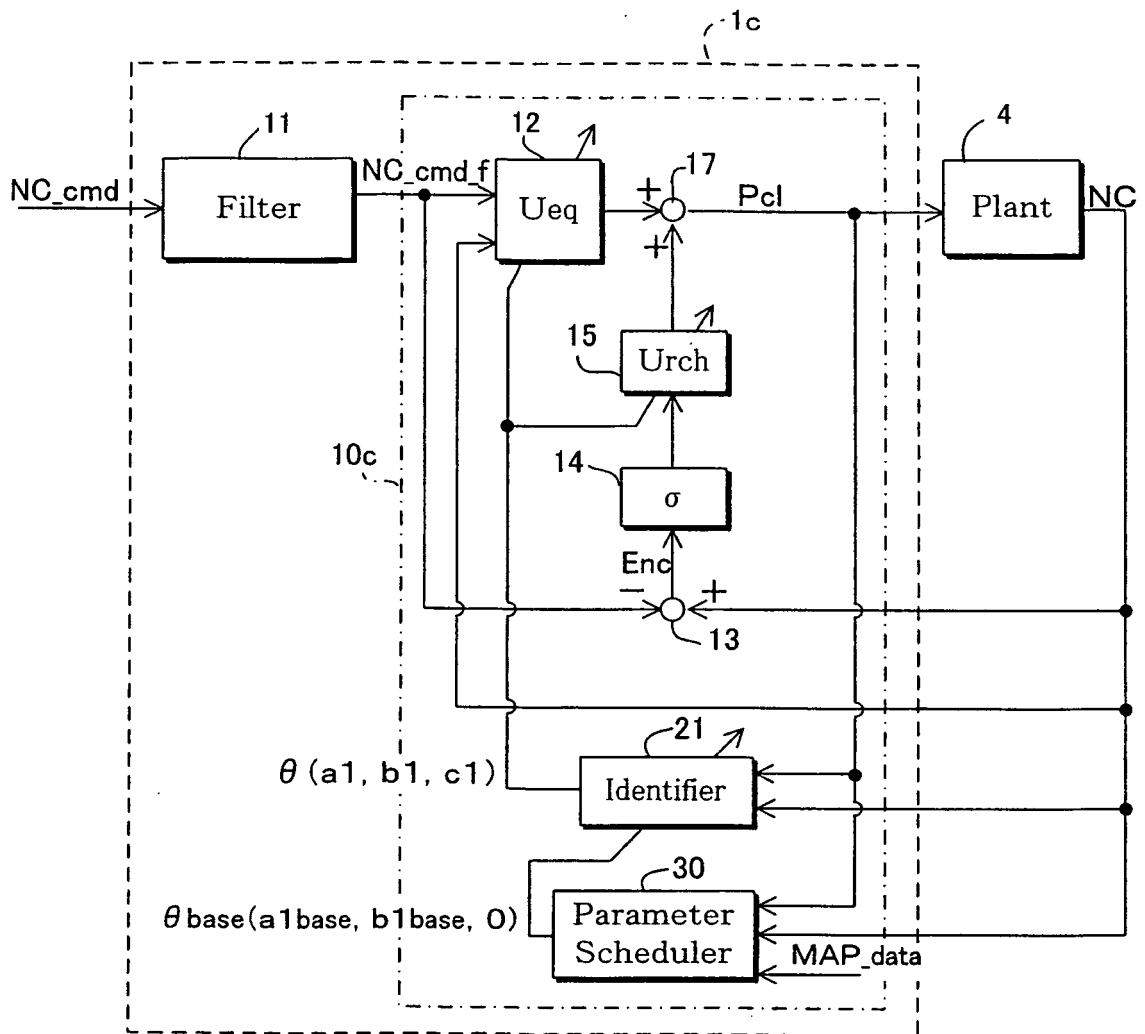 1c
11
12
4
NC_cmd
Filter
NC_cmd_f
Ueq
+
17
Pcl
Plant
NC
+
15
Urch
10c
14
σ
Enc
−
+
13
21
θ (a1, b1, c1)
Identifier
30
θbase(a1base, b1base, 0)
Parameter
Scheduler
MAP_data